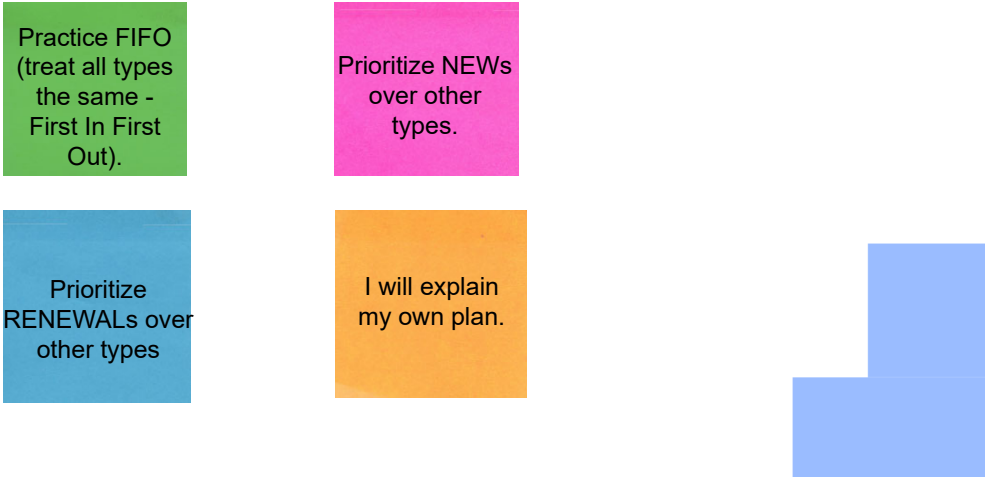 Practice FIFO
(treat all types
the same -
First In First
Out).
Prioritize NEWs
over other
types.
Prioritize
RENEWALs over
other types
I will explain
my own plan.